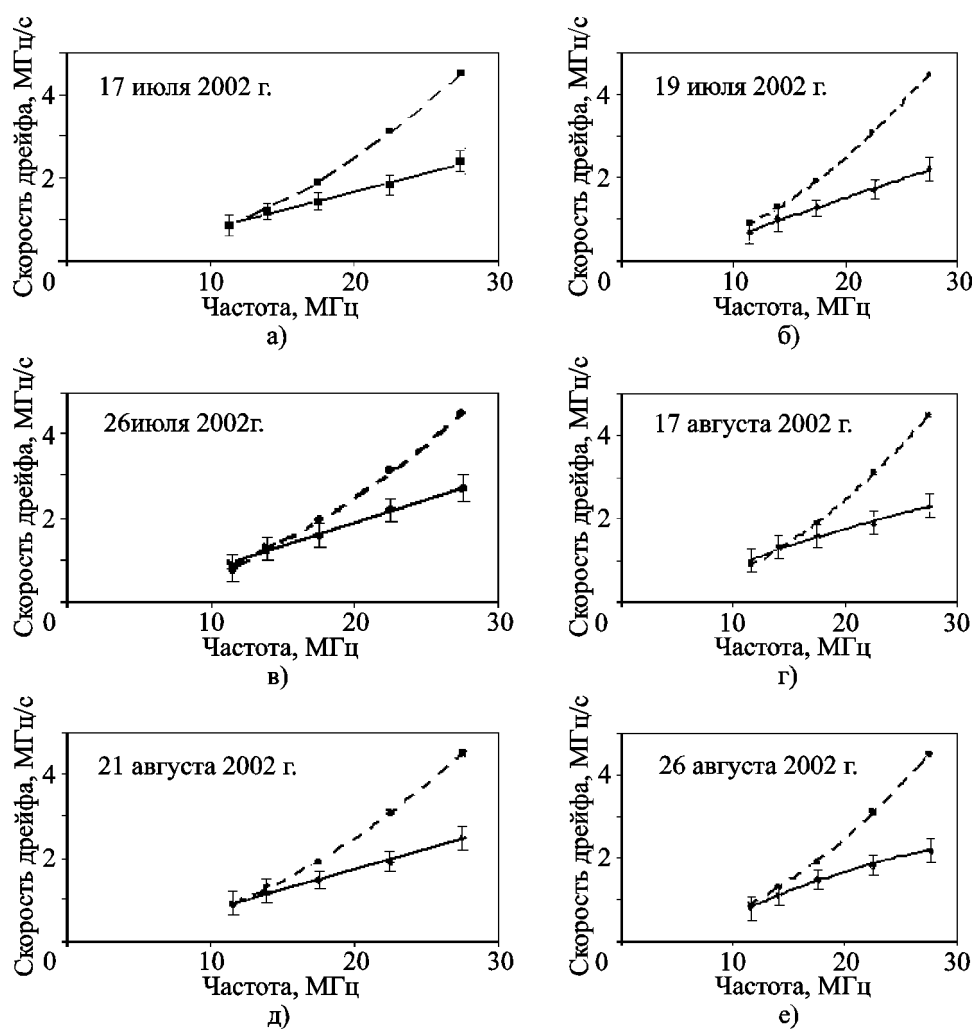 Скорость дрейфа, МГц/с
17 июля 2002 г.
4
2
0
10
20
30
Частота, МГц
а)
Скорость дрейфа, МГц/с
19 июля 2002 г.
4
2
0
10
20
30
Частота, МГц
б)
Скорость дрейфа, МГц/с
26июля 2002г.
4
2
0
10
20
30
Частота, МГц
в)
Скорость дрейфа, МГц/с
17 августа 2002 г.
4
2
0
10
20
30
Частота, МГц
г)
Скорость дрейфа, МГц/с
21 августа 2002 г.
4
2
0
10
20
30
Частота, МГц
д)
Скорость дрейфа, МГц/с
26 августа 2002 г.
4
2
0
10
20
30
Частота, МГц
е)